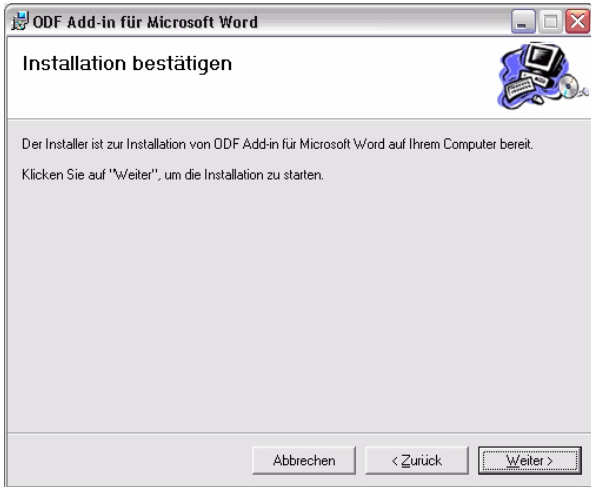 ODF Add-in für Microsoft Word
Installation bestätigen
Der Installer ist zur Installation von ODF Add-in für Microsoft Word auf Ihrem Computer bereit.
Klicken Sie auf "Weiter", um die Installation zu starten.
Abbrechen < Zurück Weiter >